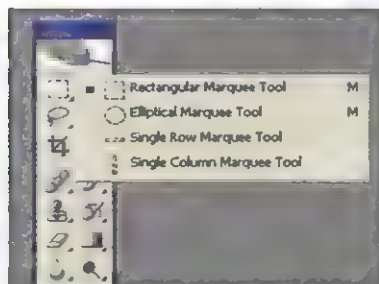 Rectangular Marquee Tool M
Elliptical Marquee Tool M
Single Row Marquee Tool
Single Column Marquee Tool